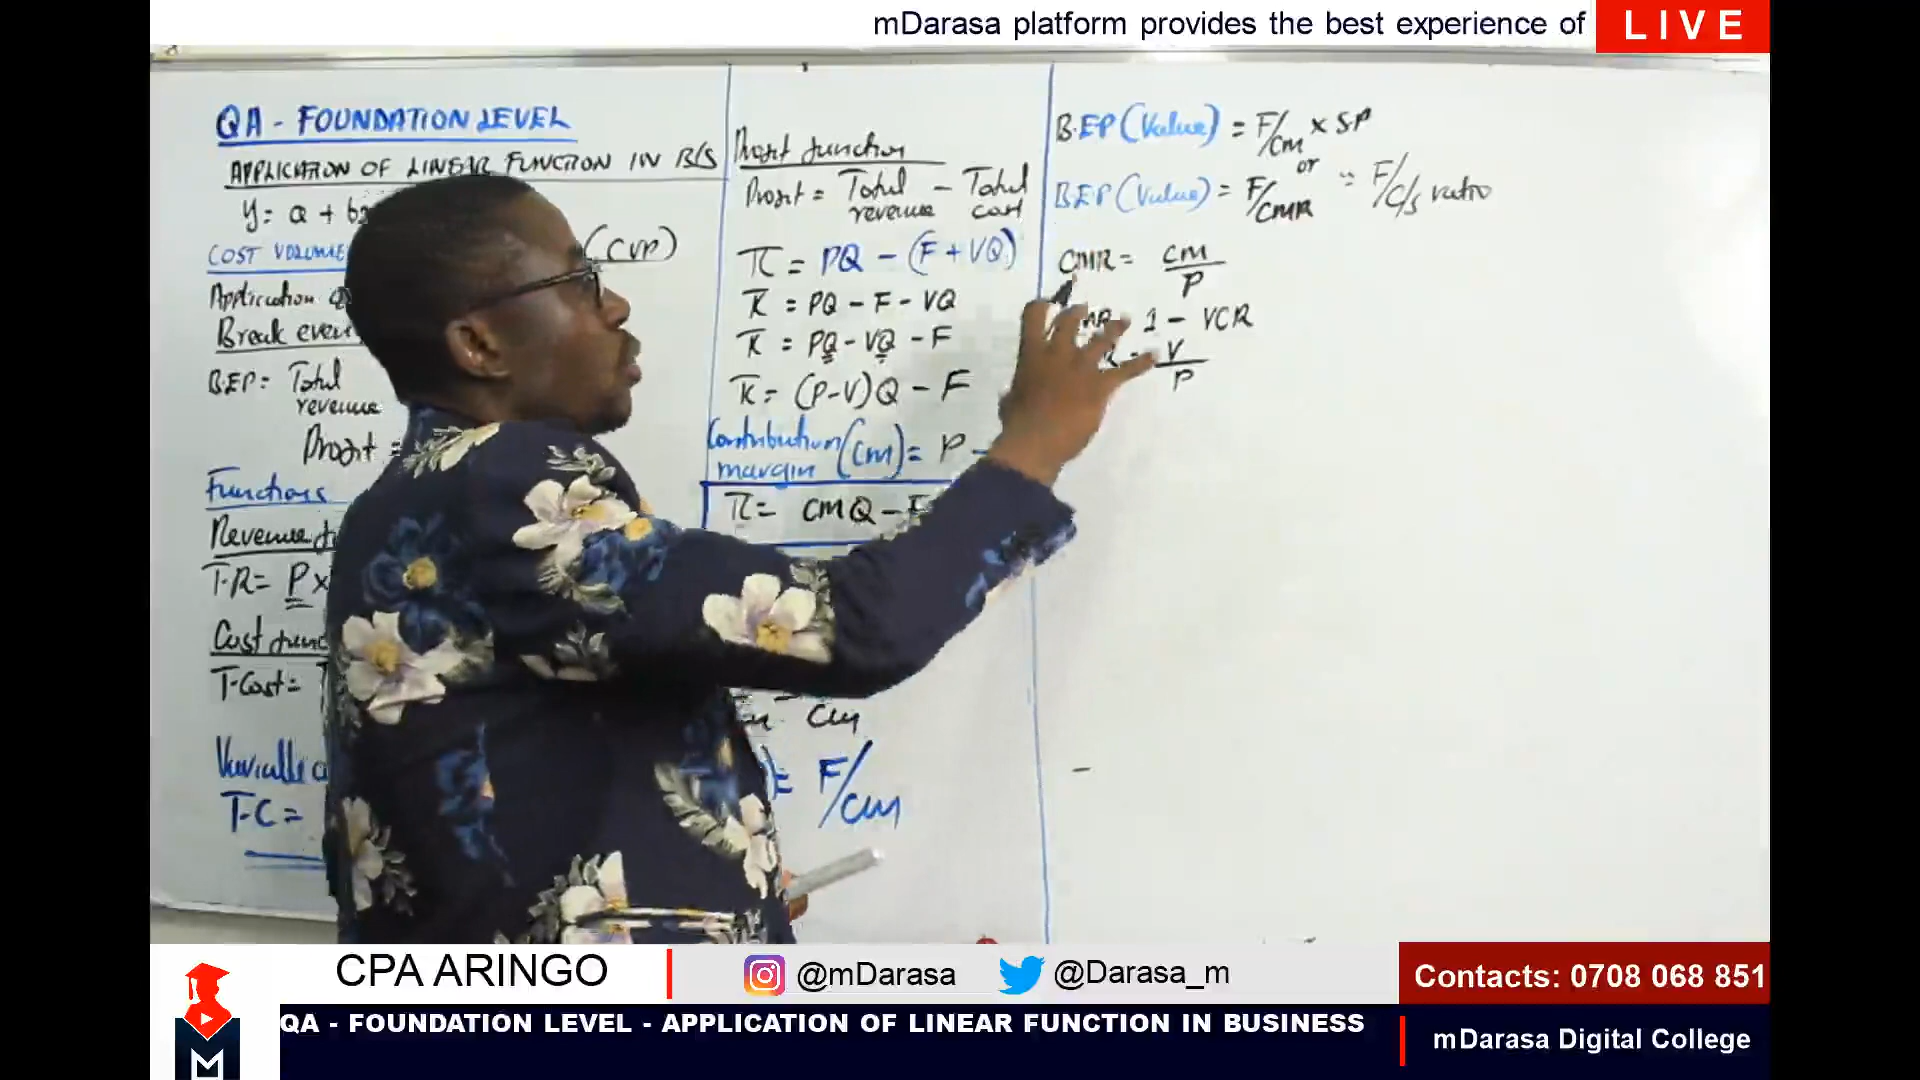 mDarasa platform provides the best experience of
LIVE
QA - FOUNDATION LEVEL
APPLICATION OF LINEAR FUNCTION IN B/S
y = a + b
COST VOLUME
(CVP)
Application
Break even
B.E.P = Total revenue
Profit =
Functions
Revenue
T.R = P x
Cost func
T.Cost =
Variable
T.C =
Profit function
Profit = Total revenue - Total cost
π = PQ - (F + VQ)
π = PQ - F - VQ
π = PQ - VQ - F
π = (P-V)Q - F
Contribution margin (CM) = P -
π = CMQ - F
CM
= F/CM
B.E.P (Value) = F/CM x S.P
or
B.E.P (Value) = F/CMR = F/C/S ratio
CMR = CM/P
1 - VCR
V/P
CPA ARINGO
@mDarasa
@Darasa_m
Contacts: 0708 068 851
M
QA - FOUNDATION LEVEL - APPLICATION OF LINEAR FUNCTION IN BUSINESS
mDarasa Digital College